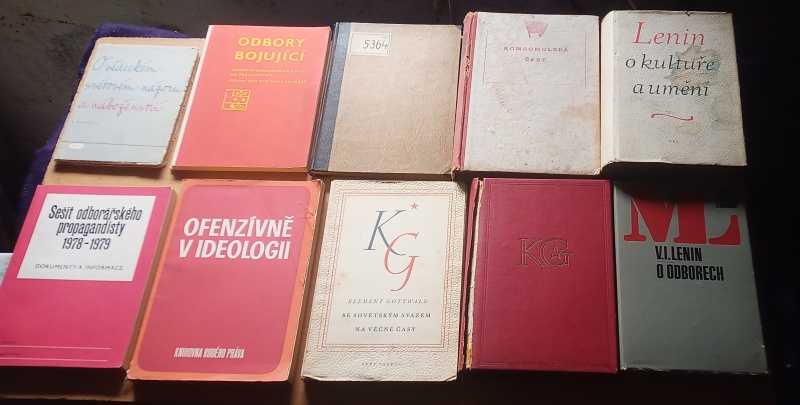 O vědeckém
světovém názoru
a náboženství
ODBORY
BOJUJÍCÍ
5364
KOMSOMOLSKÁ
ČESŤ
Lenin
o kultuře
a umění
Sešit odborářského
propagandisty
1978-1979
DOKUMENTY A INFORMACE
OFENZÍVNĚ
V IDEOLOGII
KNIHOVNA RUDÉHO PRÁVA
KG
KLEMENT GOTTWALD
SE SOVĚTSKÝM SVAZEM
NA VĚČNÉ ČASY
KG
ML
V.I.LENIN
O ODBORECH